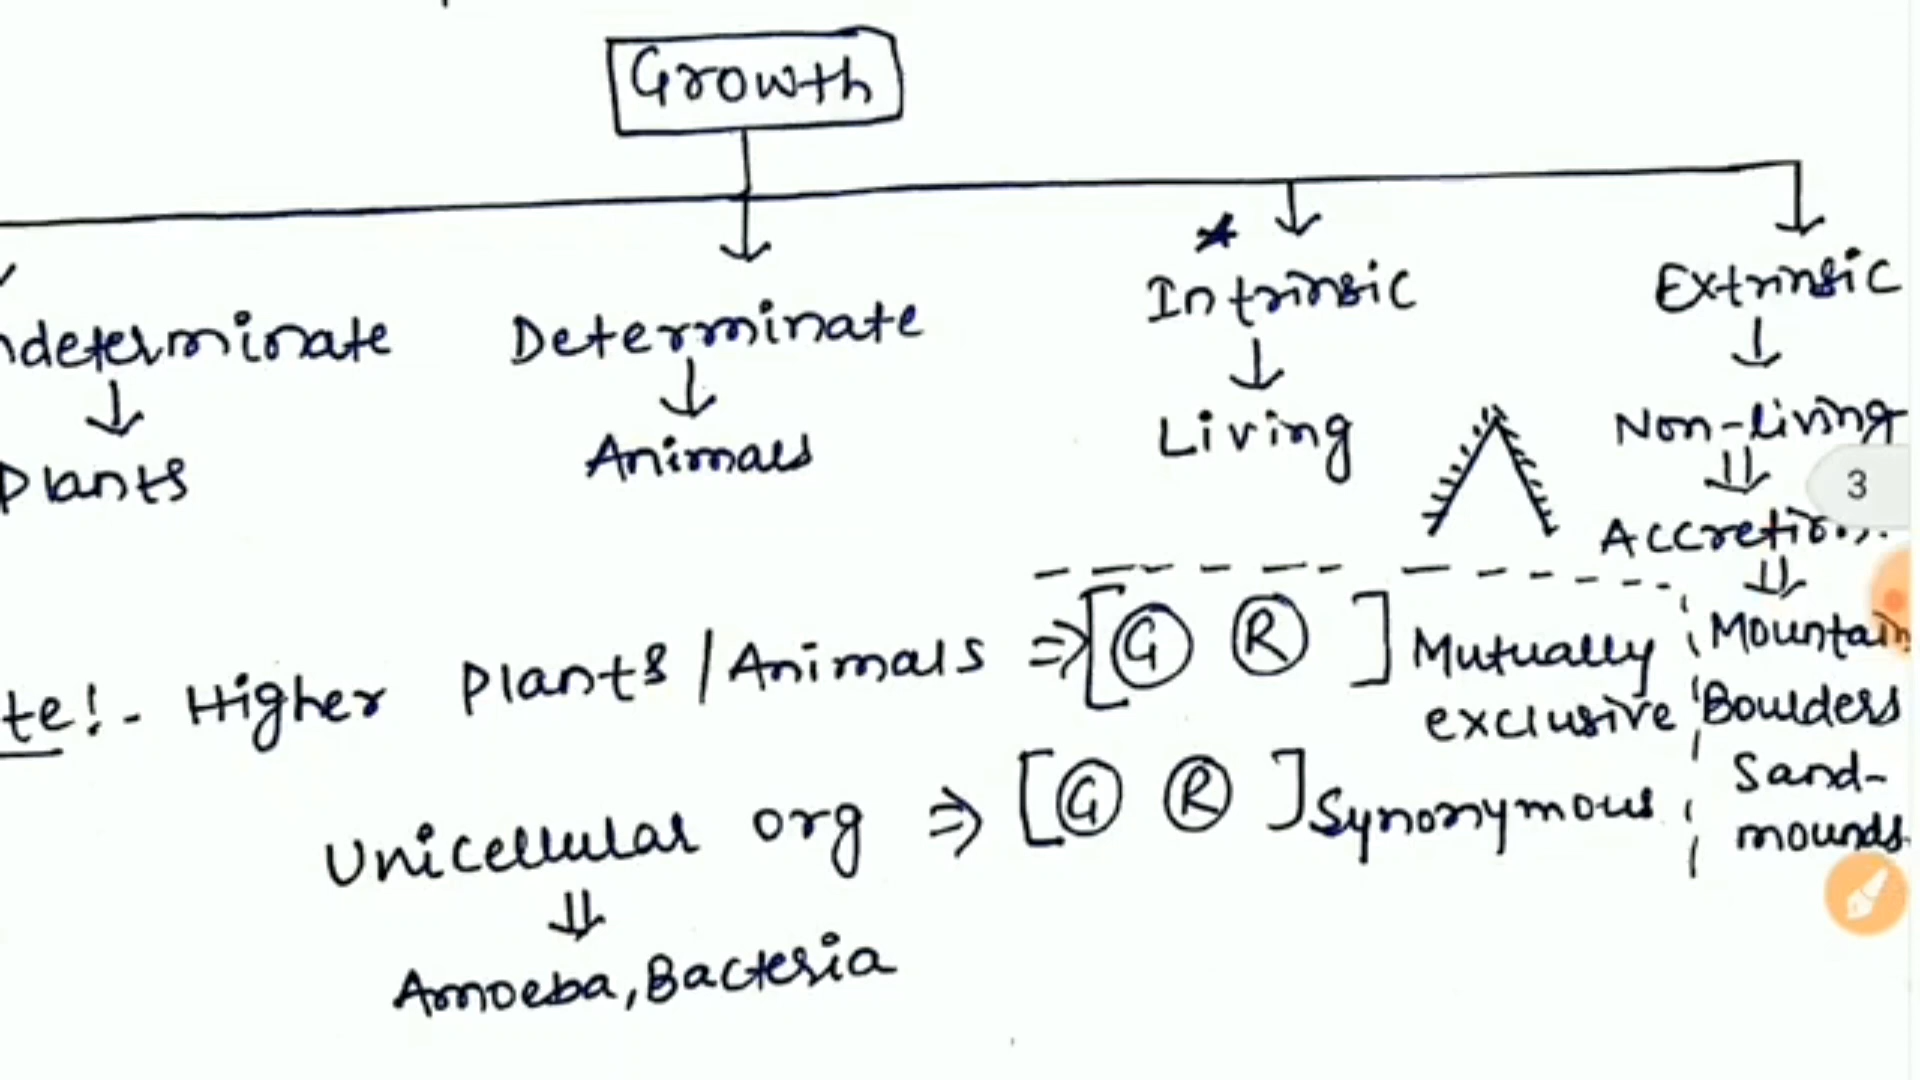 Growth
ndeterminate
Determinate
Intrinsic
Extrinsic
Plants
Animals
Living
Non-living
3
Accretion.
te!- Higher Plants/Animals ⇒ [G R] Mutually exclusive
Mountain
Boulders
Sand-
mounds
Unicellular org ⇒ [G R] Synonymous
Amoeba, Bacteria